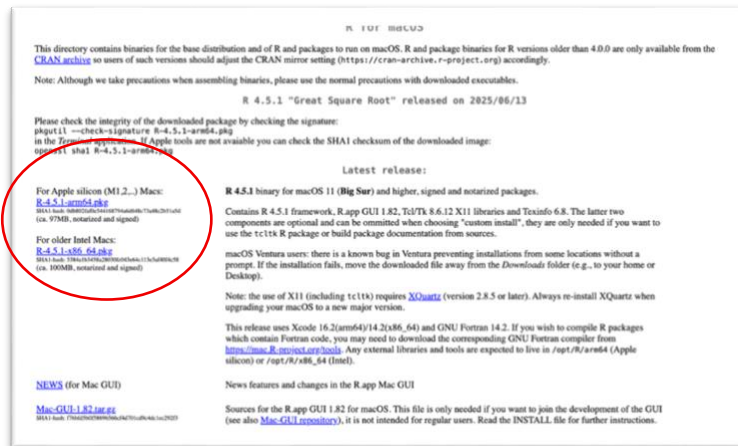 R for macOS
This directory contains binaries for the base distribution and of R and packages to run on macOS. R and package binaries for R versions older than 4.0.0 are only available from the
CRAN archive so users of such versions should adjust the CRAN mirror setting (https://cran-archive.r-project.org) accordingly.
Note: Although we take precautions when assembling binaries, please use the normal precautions with downloaded executables.
R 4.5.1 "Great Square Root" released on 2025/06/13
Please check the integrity of the downloaded package by checking the signature:
pkgutil --check-signature R-4.5.1-arm64.pkg
in the Terminal application. If Apple tools are not avaiable you can check the SHA1 checksum of the downloaded image:
openssl sha1 R-4.5.1-arm64.pkg
Latest release:
For Apple silicon (M1,2,..) Macs:
R-4.5.1-arm64.pkg
SHA1-hash:
(ca. 97MB, notarized and signed)
For older Intel Macs:
R-4.5.1-x86_64.pkg
SHA1-hash:
(ca. 100MB, notarized and signed)
R 4.5.1 binary for macOS 11 (Big Sur) and higher, signed and notarized packages.
Contains R 4.5.1 framework, R.app GUI 1.82, Tcl/Tk 8.6.12 X11 libraries and Texinfo 6.8. The latter two
components are optional and can be ommitted when choosing "custom install", they are only needed if you want to
use the tcltk R package or build package documentation from sources.
macOS Ventura users: there is a known bug in Ventura preventing installations from some locations without a
prompt. If the installation fails, move the downloaded file away from the Downloads folder (e.g., to your home or
Desktop).
Note: the use of X11 (including tcltk) requires XQuartz (version 2.8.5 or later). Always re-install XQuartz when
upgrading your macOS to a new major version.
This release uses Xcode 16.2(arm64)/14.2(x86_64) and GNU Fortran 14.2. If you wish to compile R packages
which contain Fortran code, you may need to download the corresponding GNU Fortran compiler from
https://mac.R-project.org/tools. Any external libraries and tools are expected to live in /opt/R/arm64 (Apple
silicon) or /opt/R/x86_64 (Intel).
NEWS (for Mac GUI)
News features and changes in the R.app Mac GUI
Mac-GUI-1.82.tar.gz
SHA1-hash:
Sources for the R.app GUI 1.82 for macOS. This file is only needed if you want to join the development of the GUI
(see also Mac-GUI repository), it is not intended for regular users. Read the INSTALL file for further instructions.